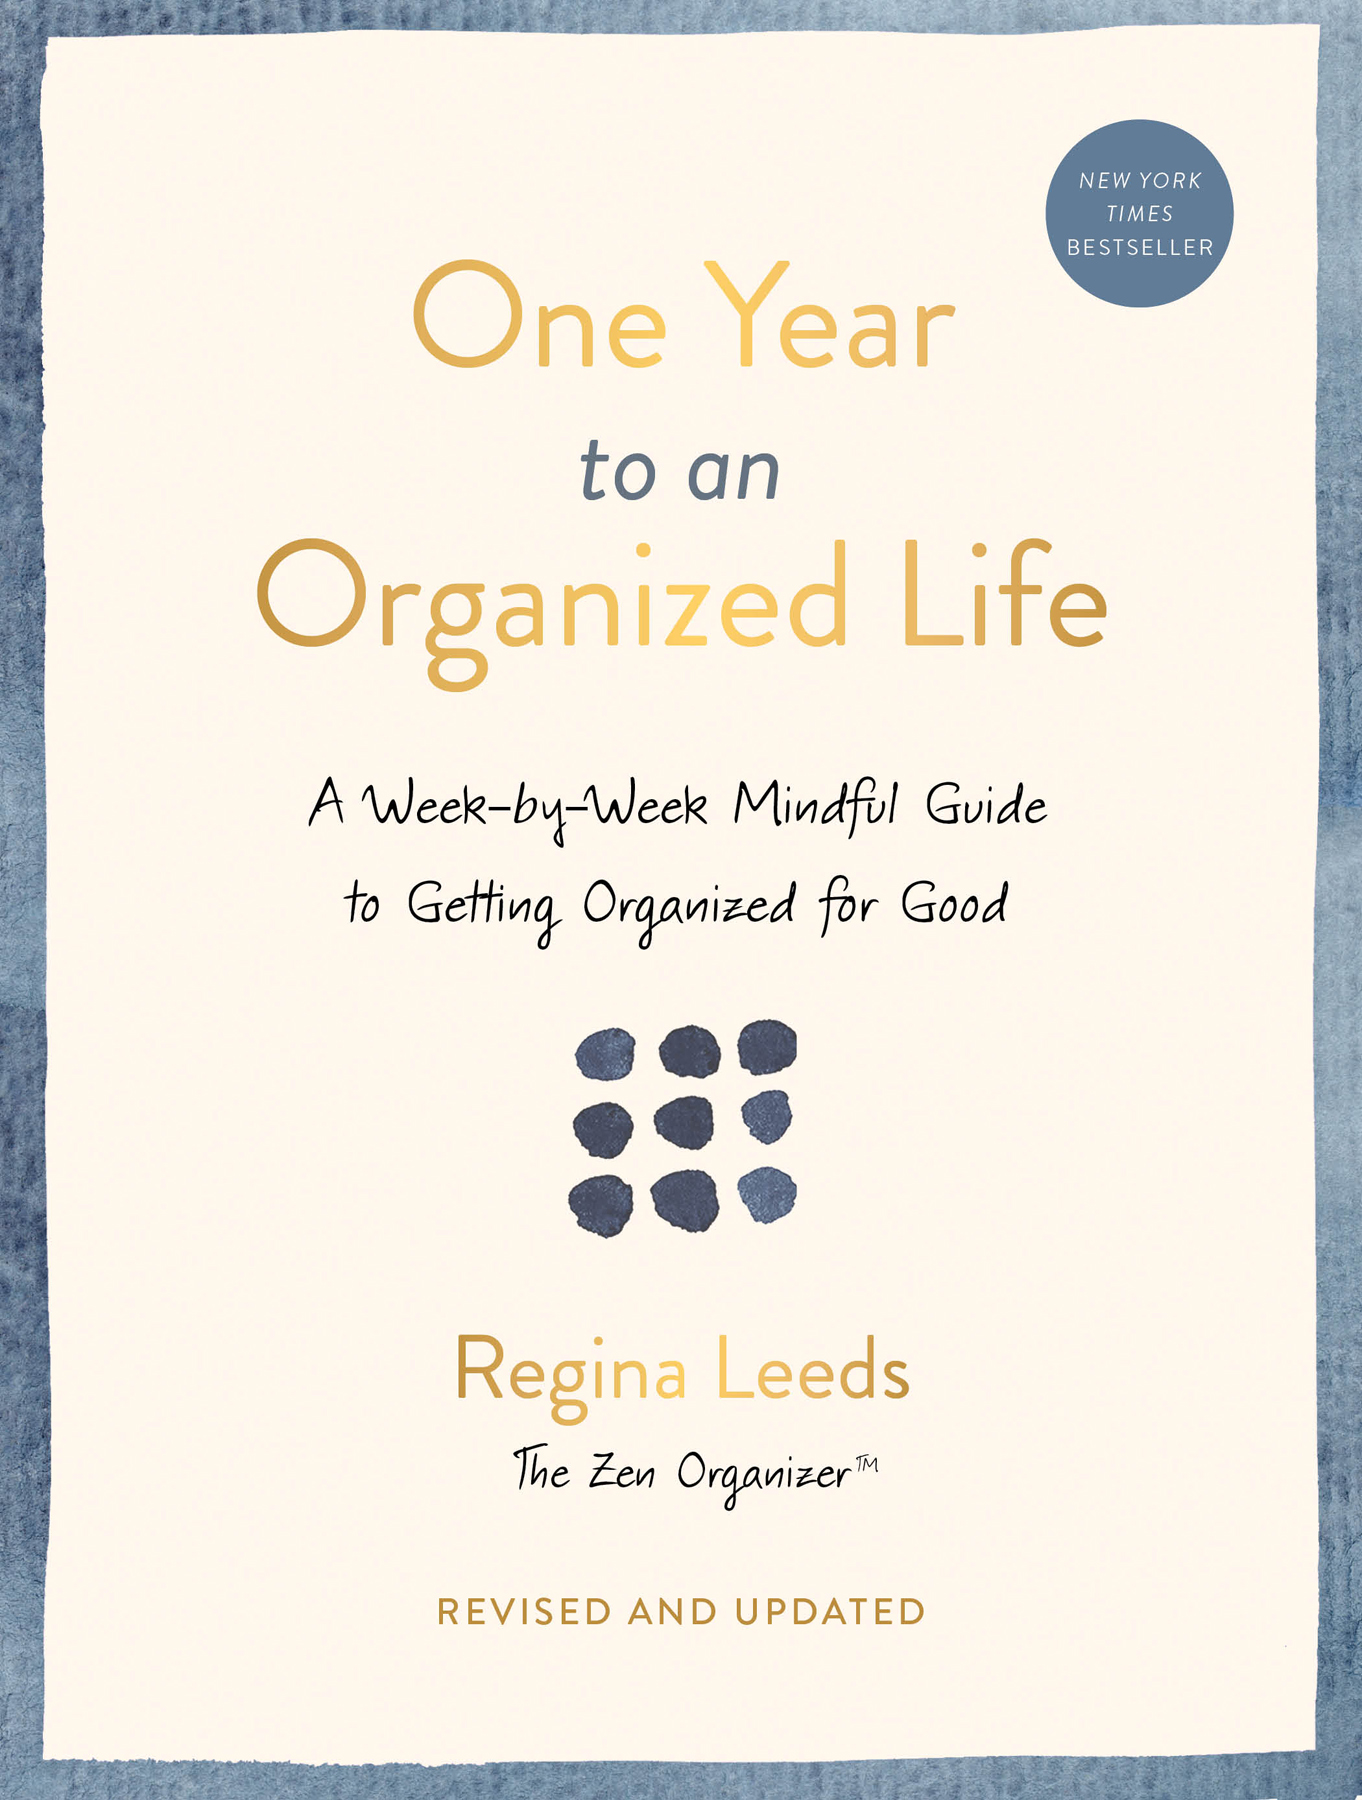 NEW YORK
TIMES
BESTSELLER
One Year
to an
Organized Life
A Week-by-Week Mindful Guide
to Getting Organized for Good
Regina Leeds
The Zen Organizer™
REVISED AND UPDATED